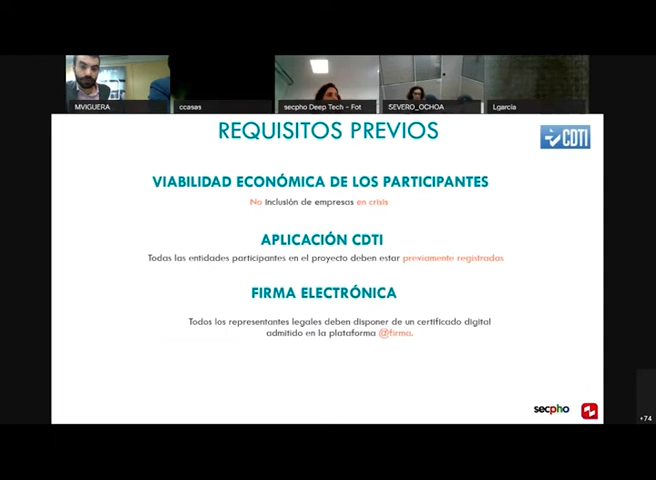 MVIGUERA
ccasas
secpho Deep Tech - Fot
SEVERO_OCHOA
Lgarcía
REQUISITOS PREVIOS
CDTI
VIABILIDAD ECONÓMICA DE LOS PARTICIPANTES
No inclusión de empresas en crisis
APLICACIÓN CDTI
Todas las entidades participantes en el proyecto deben estar previamente registradas
FIRMA ELECTRÓNICA
Todos los representantes legales deben disponer de un certificado digital
admitido en la plataforma @firma.
secpho
+74